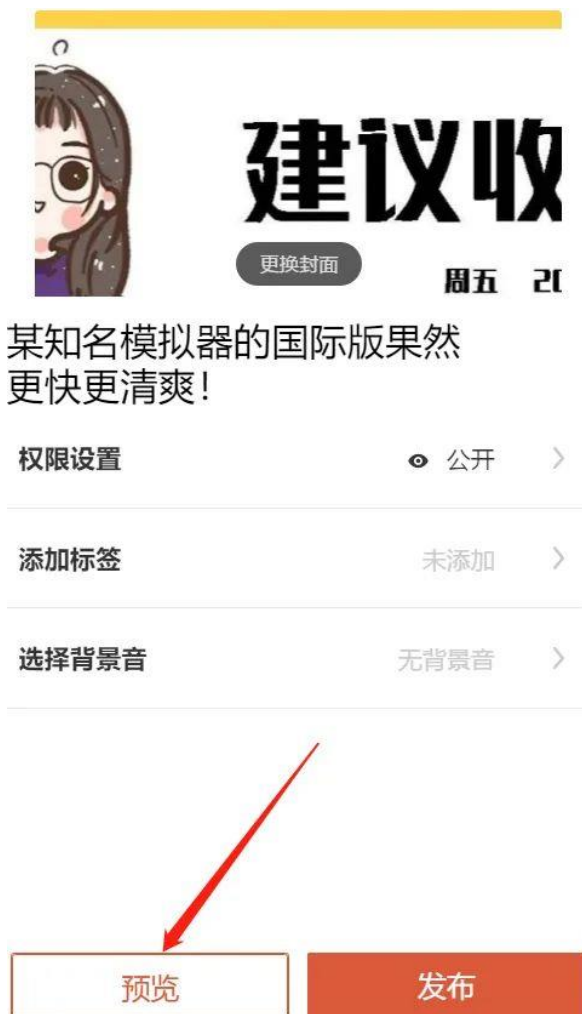 建议收
更换封面
周五 20
某知名模拟器的国际版果然
更快更清爽！
权限设置 公开
添加标签 未添加
选择背景音 无背景音
预览 发布